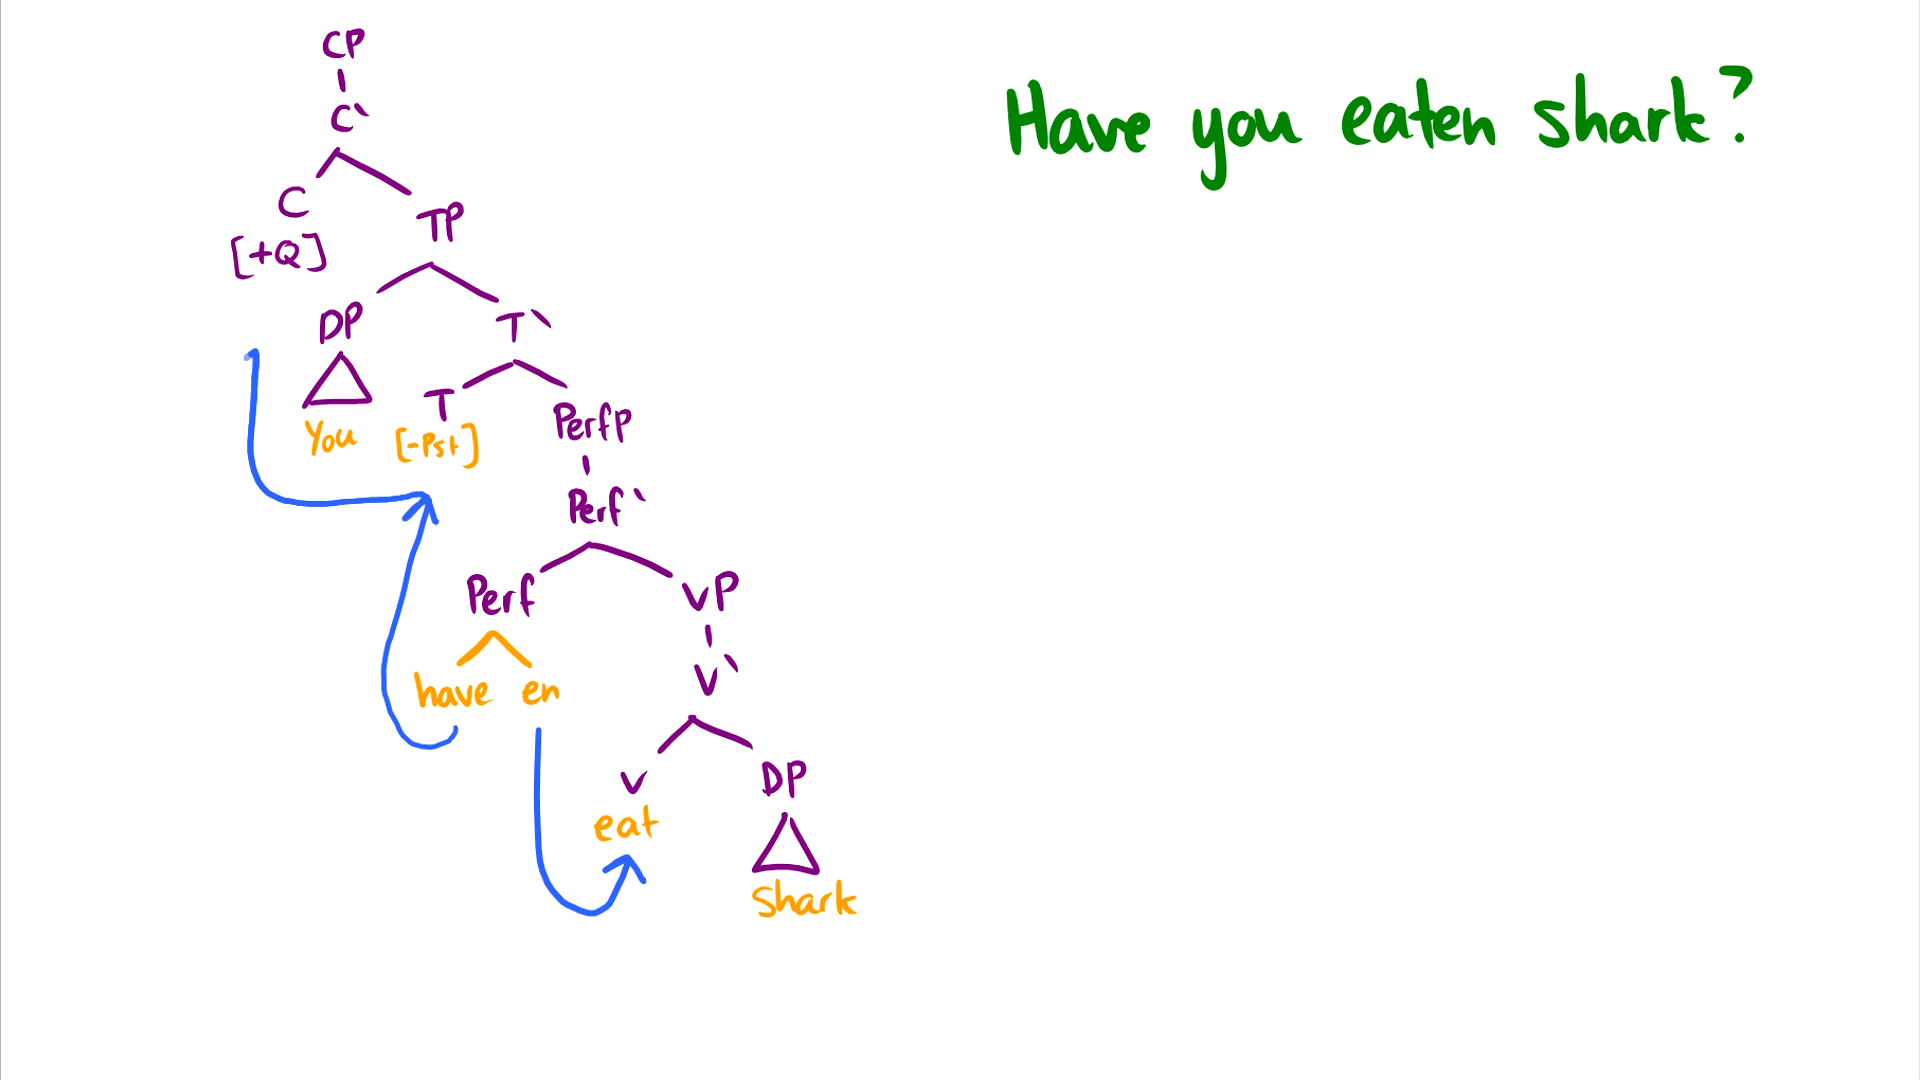 CP
Have you eaten shark?
C`
C
TP
[+Q]
DP
T`
T
PerfP
You
[-Pst]
Perf`
Perf
VP
have en
V`
V
DP
eat
Shark